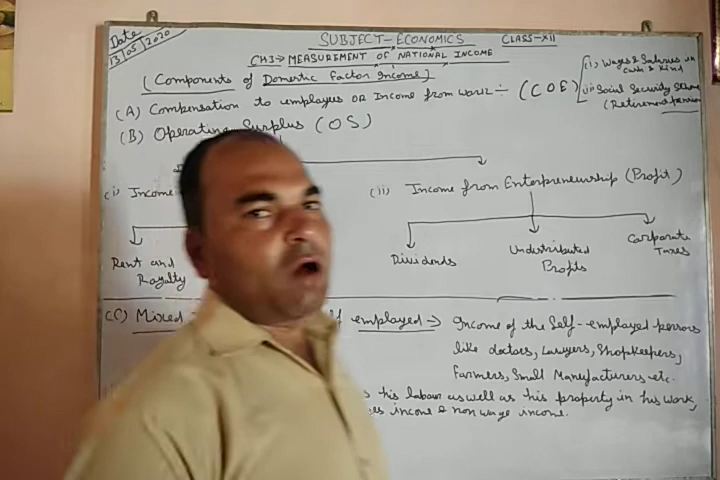 Date
13/05/2020
SUBJECT-ECONOMICS CLASS-XII
CH3→ MEASUREMENT OF NATIONAL INCOME
(Components of Domestic Factor Income)
(A) Compensation to employees OR Income from work ÷ (COE)
(i) Wages & Salaries in cash & kind
(ii) Social Security
(Retirement pension
(B) Operating Surplus (OS)
(i) Income
(ii) Income from Enterpreneurship (Profit)
Rent and Royalty
Dividends
Undistributed Profits
Corporate Taxes
(C) Mixed employed → Income of the Self-employed persons
like doctors, Lawyers, Shopkeepers,
Farmers, Small Manufacturers etc.
his labour as well as his property in his work,
income & non wage income.